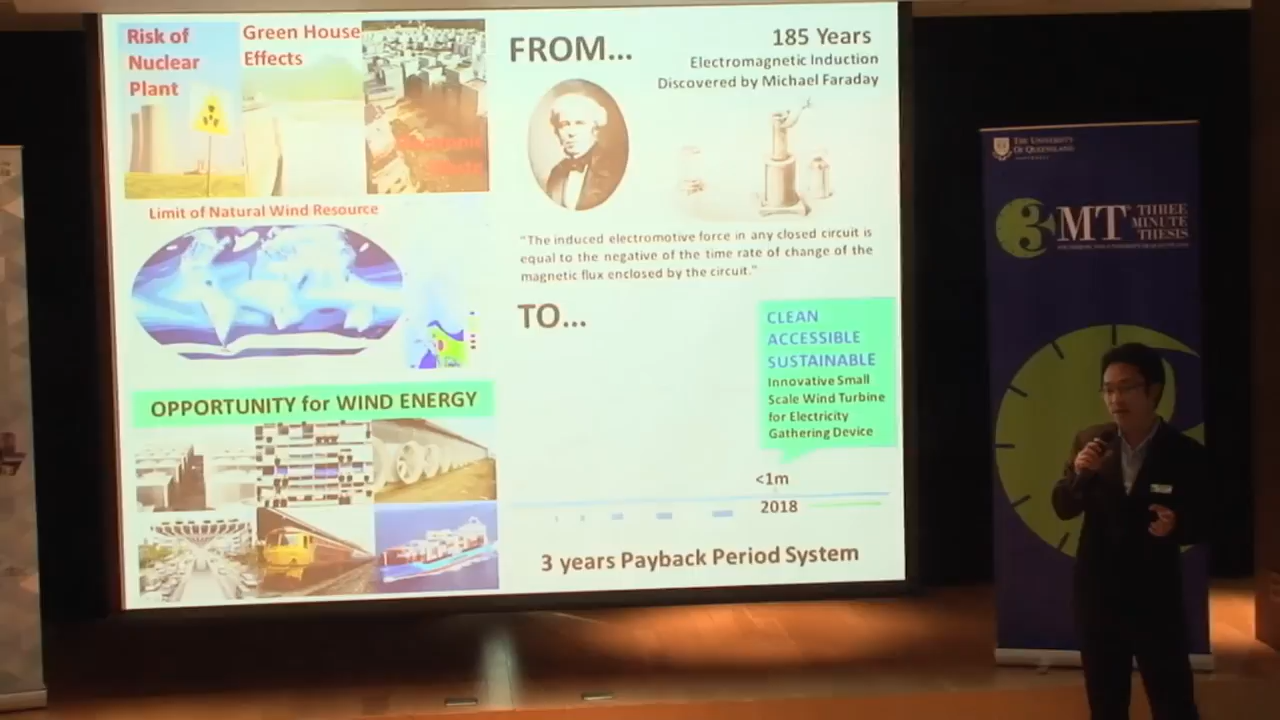 Risk of
Nuclear
Plant
Green House
Effects
Limit of Natural Wind Resource
OPPORTUNITY for WIND ENERGY
FROM...
185 Years
Electromagnetic Induction
Discovered by Michael Faraday
"The induced electromotive force in any closed circuit is
equal to the negative of the time rate of change of the
magnetic flux enclosed by the circuit."
TO...
CLEAN
ACCESSIBLE
SUSTAINABLE
Innovative Small
Scale Wind Turbine
for Electricity
Gathering Device
<1m
2018
3 years Payback Period System
THE UNIVERSITY
OF QUEENSLAND
3MT THREE
MINUTE
THESIS